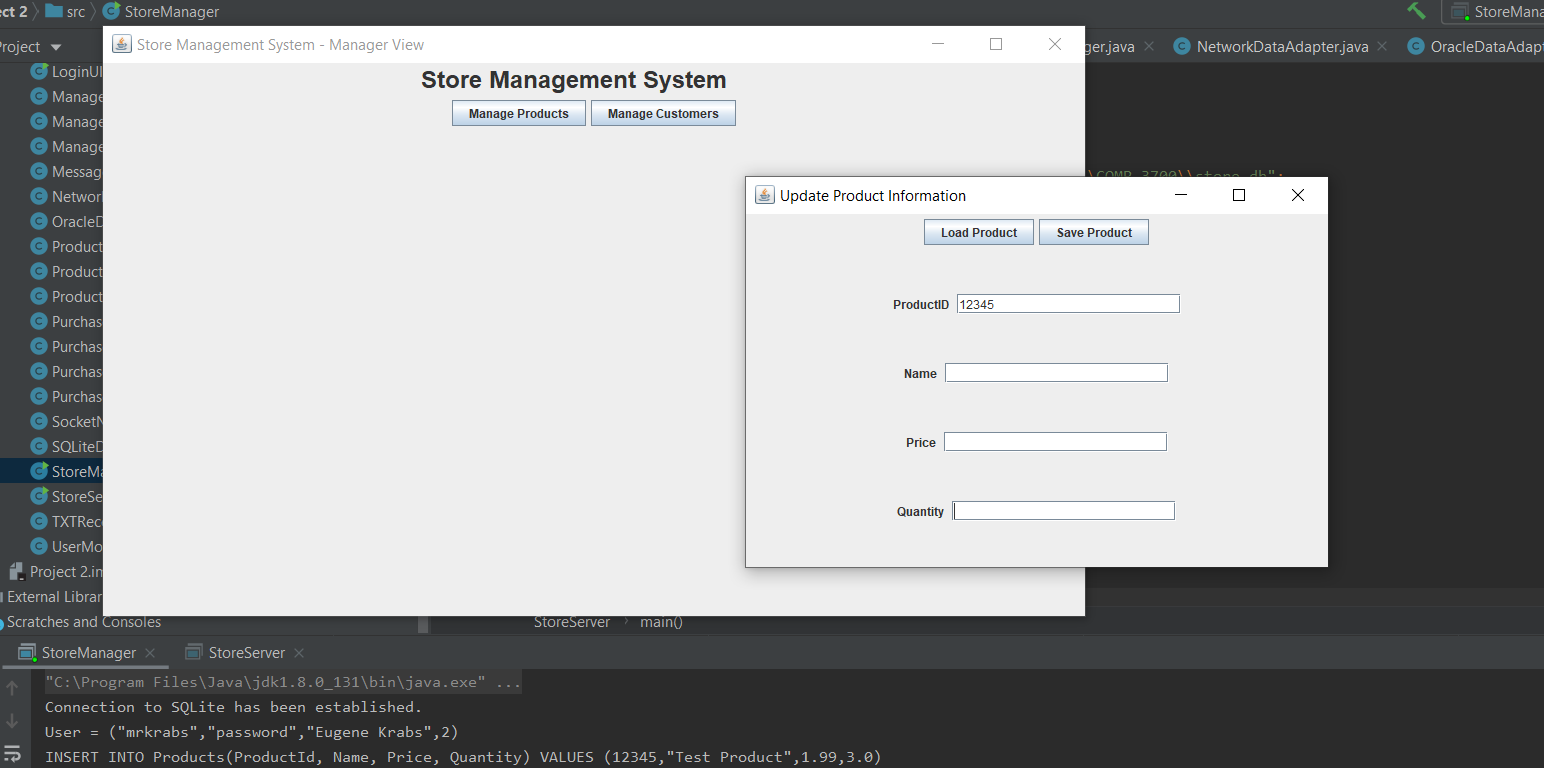 ct 2 src StoreManager StoreMana
Project
ger.java NetworkDataAdapter.java OracleDataAdapt
Store Management System - Manager View
Store Management System
Manage Products Manage Customers
\COMP 3700\\store.db";
Update Product Information
Load Product Save Product
ProductID 12345
Name
Price
Quantity
LoginUI
Manage
Manage
Manage
Messag
Networ
OracleD
Product
Product
Product
Purchas
Purchas
Purchas
Purchas
SocketN
SQLiteD
StoreMa
StoreSe
TXTRece
UserMo
Project 2.im
External Librar
Scratches and Consoles
StoreServer main()
StoreManager StoreServer
"C:\Program Files\Java\jdk1.8.0_131\bin\java.exe" ...
Connection to SQLite has been established.
User = ("mrkrabs","password","Eugene Krabs",2)
INSERT INTO Products(ProductId, Name, Price, Quantity) VALUES (12345,"Test Product",1.99,3.0)